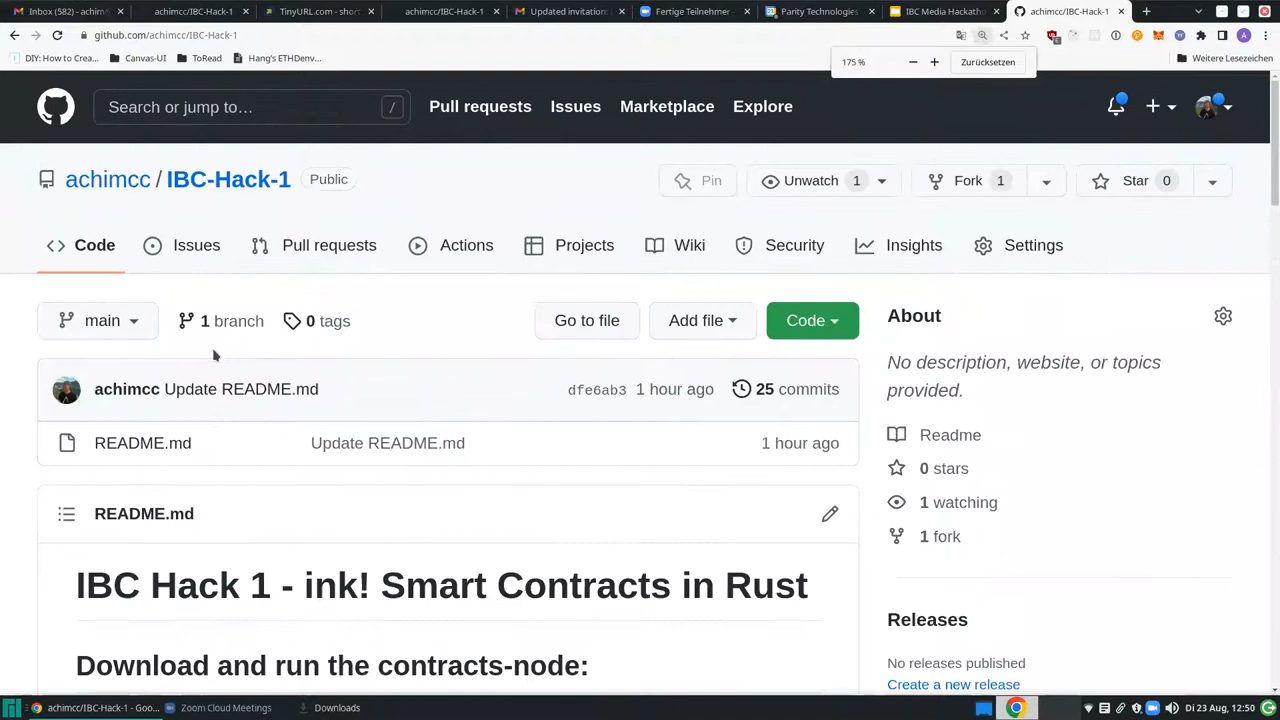 Inbox (582) - achim@
achimcc/IBC-Hack-1
TinyURL.com - short
achimcc/IBC-Hack-1
Updated invitation:
Fertige Teilnehmer
Parity Technologies
IBC Media Hackatho
achimcc/IBC-Hack-1
github.com/achimcc/IBC-Hack-1
DIY: How to Crea...
Canvas-UI
ToRead
Hang's ETHDenv...
Weitere Lesezeichen
175 %
Zurücksetzen
Search or jump to…
/
Pull requests
Issues
Marketplace
Explore
achimcc / IBC-Hack-1
Public
Pin
Unwatch 1
Fork 1
Star 0
Code
Issues
Pull requests
Actions
Projects
Wiki
Security
Insights
Settings
main
1 branch
0 tags
Go to file
Add file
Code
achimcc Update README.md
dfe6ab3 1 hour ago
25 commits
README.md
Update README.md
1 hour ago
README.md
IBC Hack 1 - ink! Smart Contracts in Rust
Download and run the contracts-node:
About
No description, website, or topics
provided.
Readme
0 stars
1 watching
1 fork
Releases
No releases published
Create a new release
achimcc/IBC-Hack-1 - Goo...
Zoom Cloud Meetings
Downloads
Di 23 Aug, 12:50